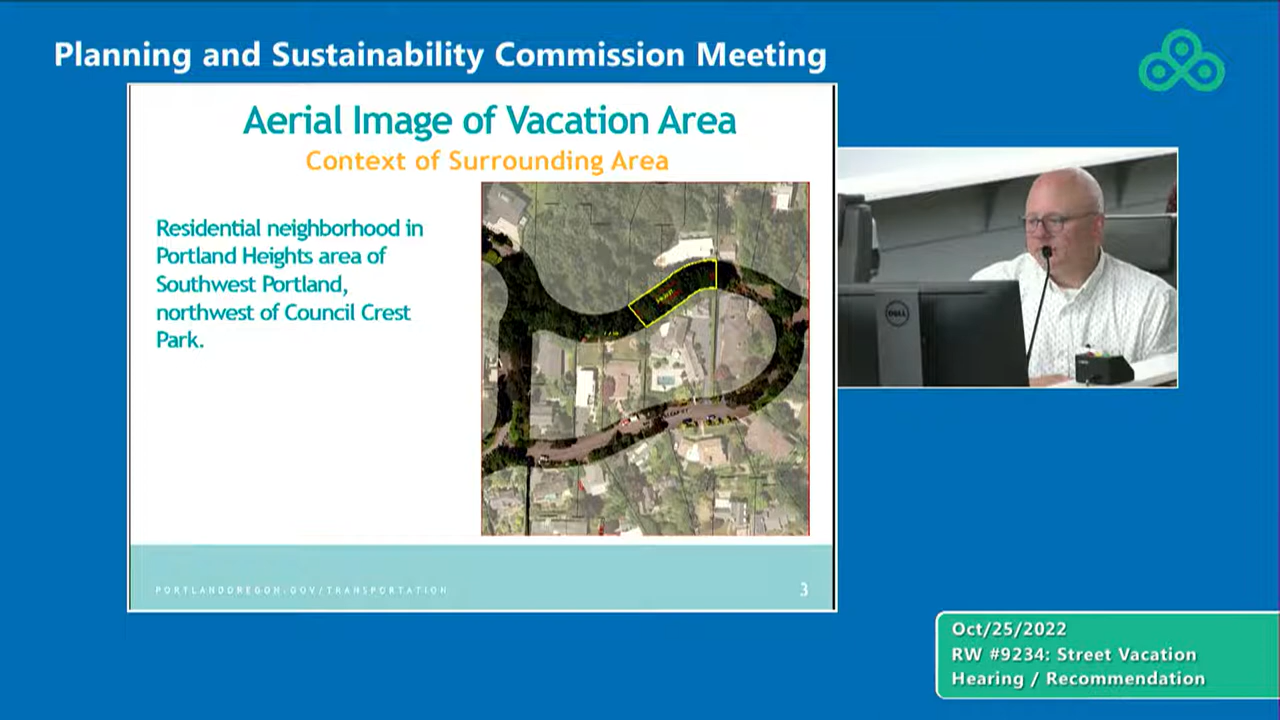 Planning and Sustainability Commission Meeting
Aerial Image of Vacation Area
Context of Surrounding Area
Residential neighborhood in
Portland Heights area of
Southwest Portland,
northwest of Council Crest
Park.
DELL
PORTLANDOREGON.GOV/TRANSPORTATION
3
Oct/25/2022
RW #9234: Street Vacation
Hearing / Recommendation